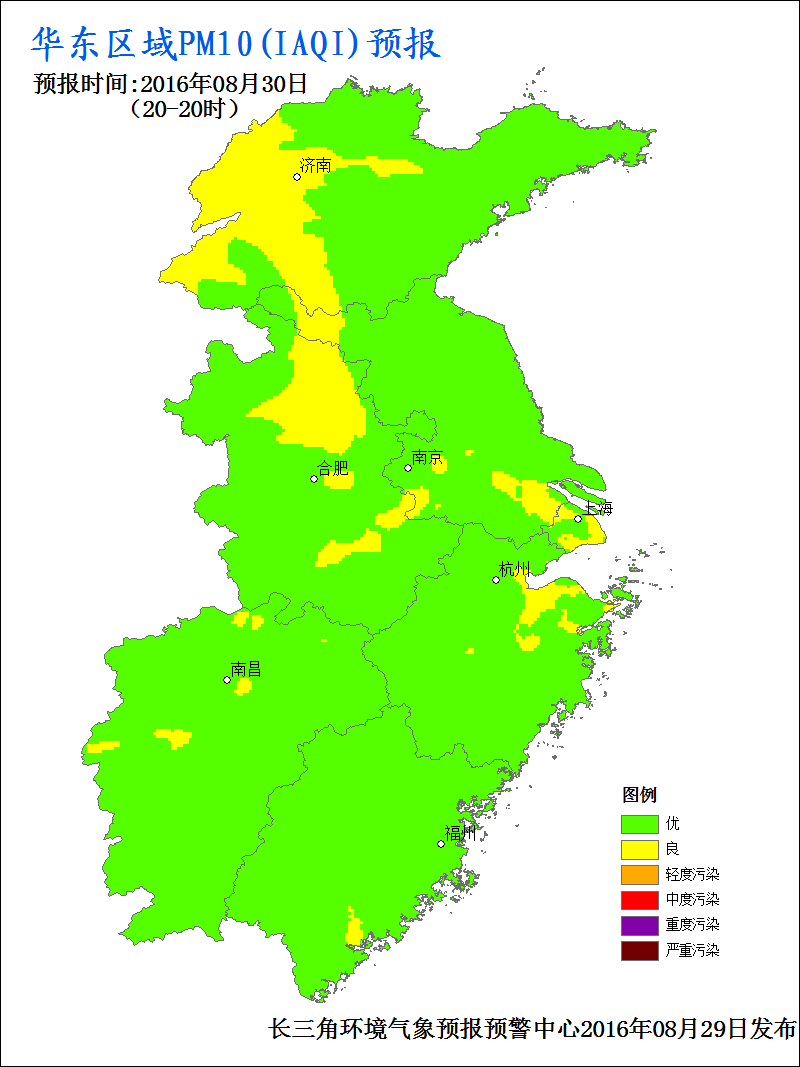 华东区域PM10(IAQI)预报
预报时间:2016年08月30日
（20-20时）
济南
合肥
南京
上海
杭州
南昌
福州
图例
优
良
轻度污染
中度污染
重度污染
严重污染
长三角环境气象预报预警中心2016年08月29日发布